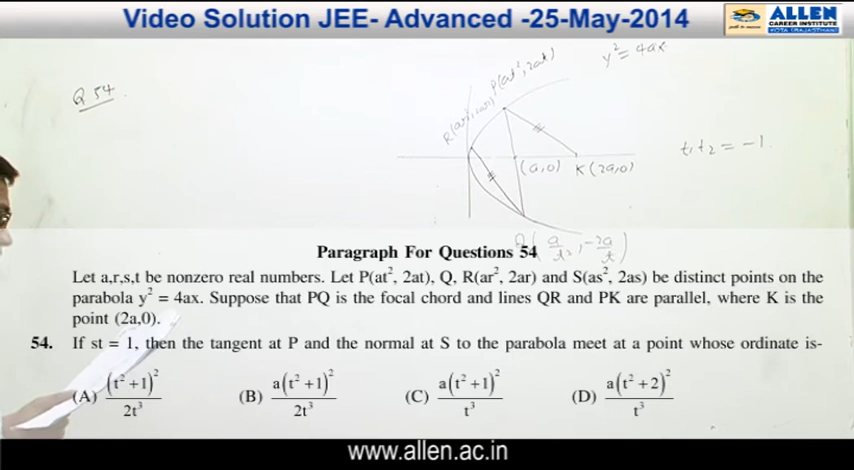 Video Solution JEE- Advanced -25-May-2014
ALLEN
CAREER INSTITUTE
KOTA (RAJASTHAN)
Q 54
y² = 4ax
P(at², 2at)
R(ar², 2ar)
(a,0) K(2a,0)
t₁t₂ = -1
Q(a/t², -2a/t)
Paragraph For Questions 54
Let a,r,s,t be nonzero real numbers. Let P(at², 2at), Q, R(ar², 2ar) and S(as², 2as) be distinct points on the
parabola y² = 4ax. Suppose that PQ is the focal chord and lines QR and PK are parallel, where K is the
point (2a,0).
54. If st = 1, then the tangent at P and the normal at S to the parabola meet at a point whose ordinate is-
(A) (t²+1)²/2t³ (B) a(t²+1)²/2t³ (C) a(t²+1)²/t³ (D) a(t²+2)²/t³
www.allen.ac.in